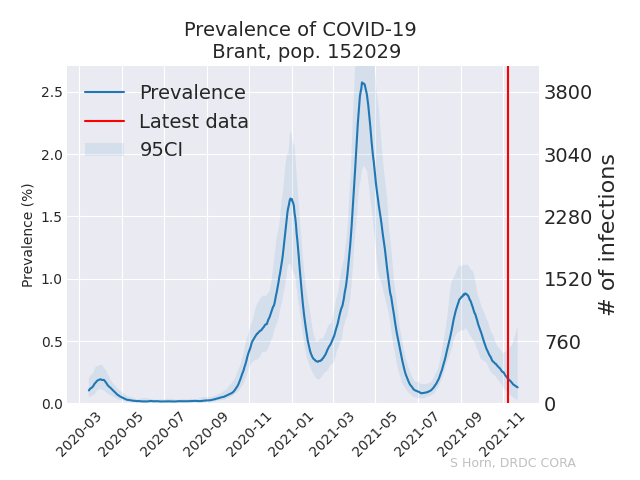 Prevalence of COVID-19
Brant, pop. 152029
Prevalence
Latest data
95CI
Prevalence (%)
2.5
2.0
1.5
1.0
0.5
0.0
3800
3040
2280
1520
760
0
# of infections
2020-03
2020-05
2020-07
2020-09
2020-11
2021-01
2021-03
2021-05
2021-07
2021-09
2021-11
S Horn, DRDC CORA